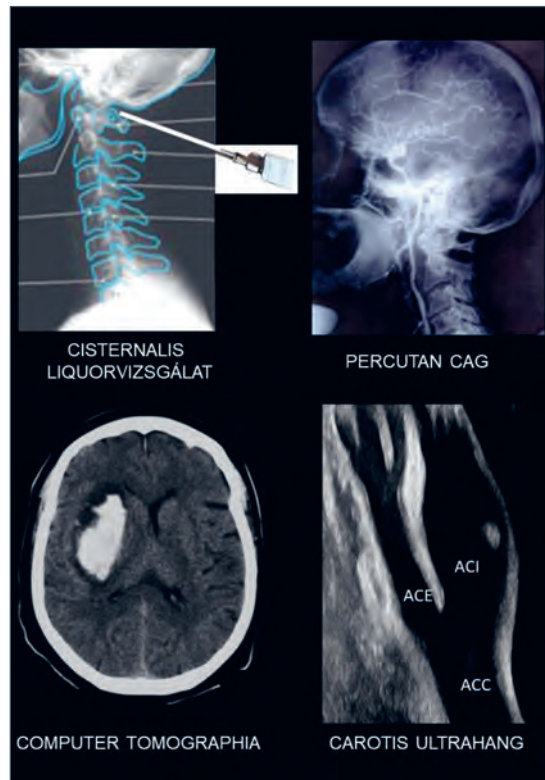 CISTERNALIS
LIQUORVIZSGÁLAT
PERCUTAN CAG
ACI
ACE
ACC
COMPUTER TOMOGRAPHIA
CAROTIS ULTRAHANG